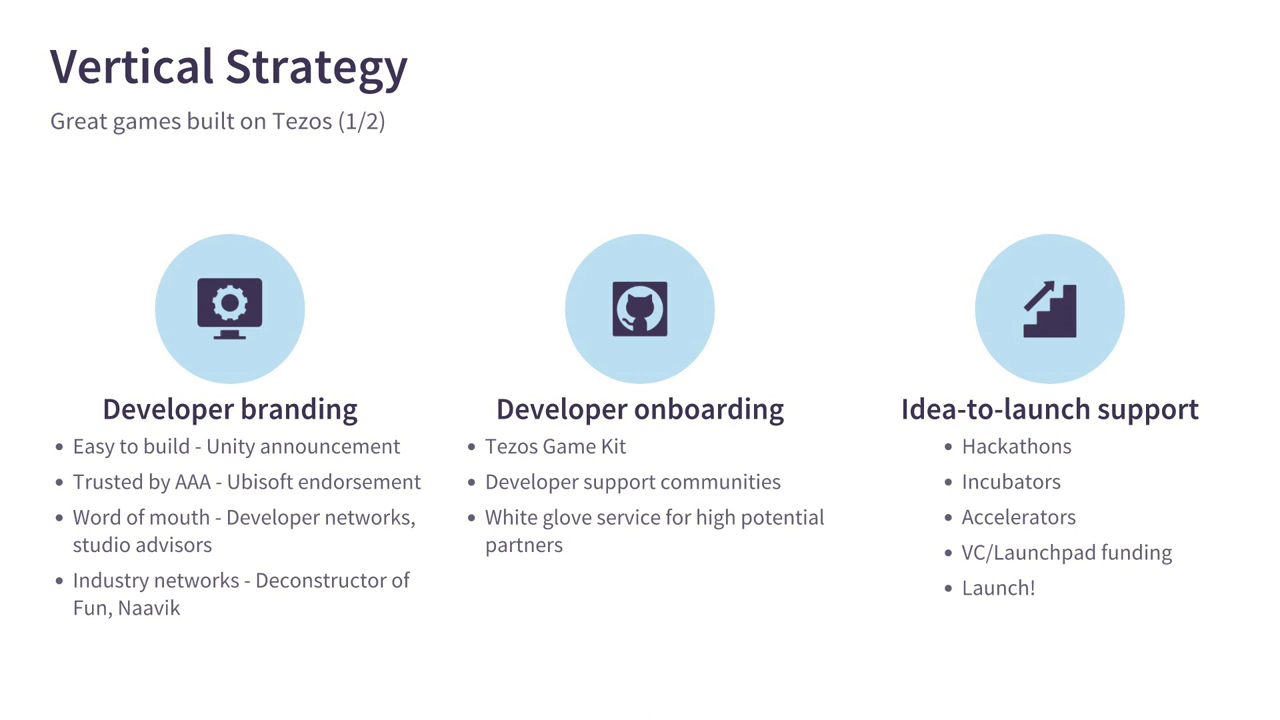 Vertical Strategy
Great games built on Tezos (1/2)
Developer branding
• Easy to build - Unity announcement
• Trusted by AAA - Ubisoft endorsement
• Word of mouth - Developer networks,
studio advisors
• Industry networks - Deconstructor of
Fun, Naavik
Developer onboarding
• Tezos Game Kit
• Developer support communities
• White glove service for high potential
partners
Idea-to-launch support
• Hackathons
• Incubators
• Accelerators
• VC/Launchpad funding
• Launch!